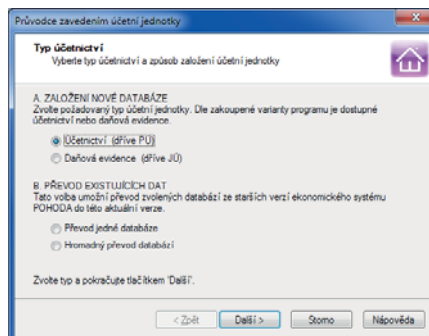 Průvodce zavedením účetní jednotky
Typ účetnictví
Vyberte typ účetnictví a způsob založení účetní jednotky
A. ZALOŽENÍ NOVÉ DATABÁZE
Zvolte požadovaný typ účetní jednotky. Dle zakoupené varianty programu je dostupné
účetnictví nebo daňová evidence.
Účetnictví (dříve PÚ)
Daňová evidence (dříve JÚ)
B. PŘEVOD EXISTUJÍCÍCH DAT
Tato volba umožní převod zvolených databází ze starších verzí ekonomického systému
POHODA do této aktuální verze.
Převod jedné databáze
Hromadný převod databází
Zvolte typ a pokračujte tlačítkem 'Další'.
< Zpět Další > Storno Nápověda